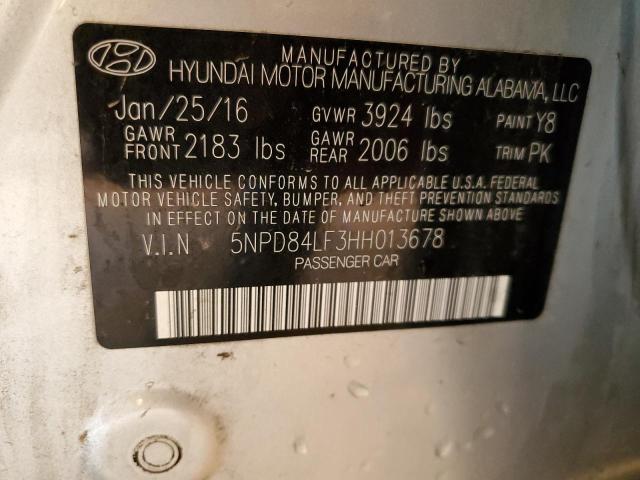 MANUFACTURED BY
HYUNDAI MOTOR MANUFACTURING ALABAMA, LLC
Jan/25/16 GVWR 3924 lbs PAINT Y8
GAWR FRONT 2183 lbs GAWR REAR 2006 lbs TRIM PK
THIS VEHICLE CONFORMS TO ALL APPLICABLE U.S.A. FEDERAL
MOTOR VEHICLE SAFETY, BUMPER, AND THEFT PREVENTION STANDARDS
IN EFFECT ON THE DATE OF MANUFACTURE SHOWN ABOVE.
V.I.N 5NPD84LF3HH013678
PASSENGER CAR